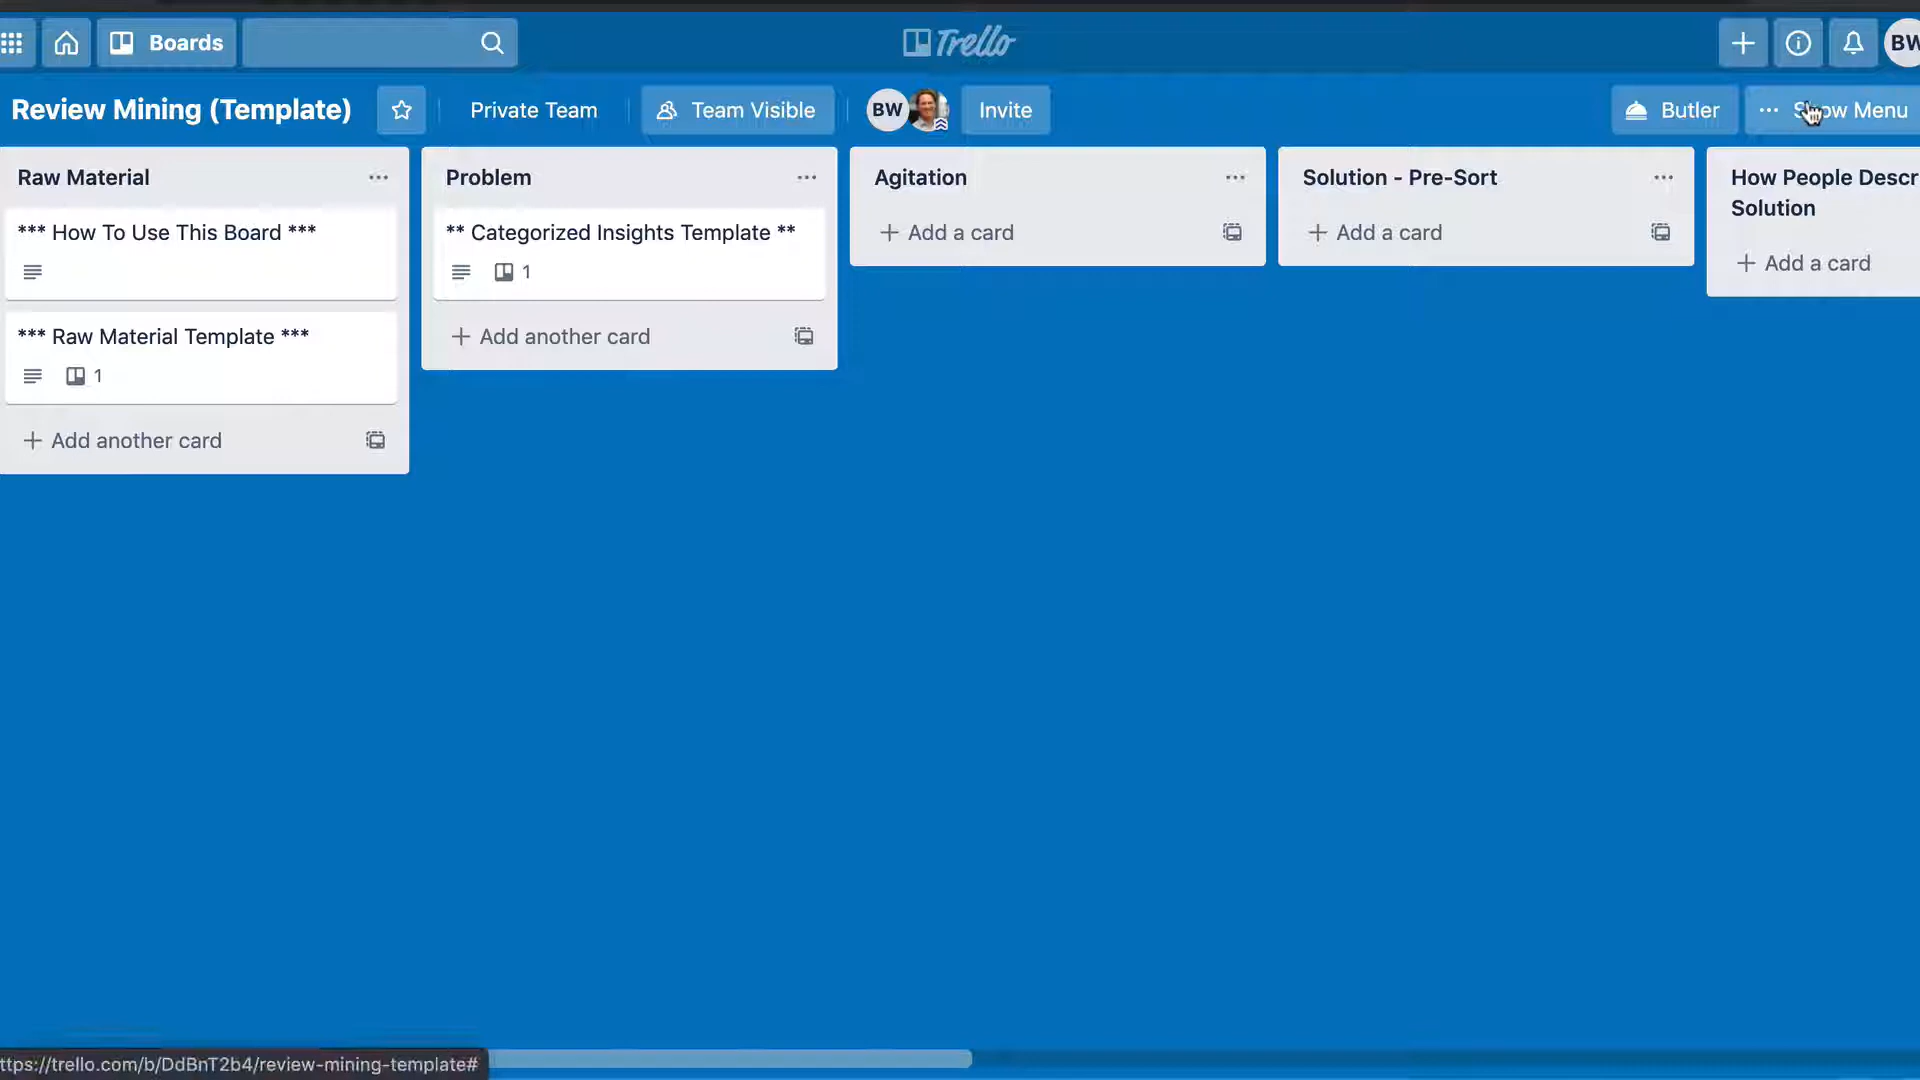 Boards
Trello
BW
Review Mining (Template)
Private Team
Team Visible
BW
Invite
Butler
Show Menu
Raw Material
*** How To Use This Board ***
*** Raw Material Template ***
1
+ Add another card
Problem
** Categorized Insights Template **
1
+ Add another card
Agitation
+ Add a card
Solution - Pre-Sort
+ Add a card
How People Descr
Solution
+ Add a card
ttps://trello.com/b/DdBnT2b4/review-mining-template#